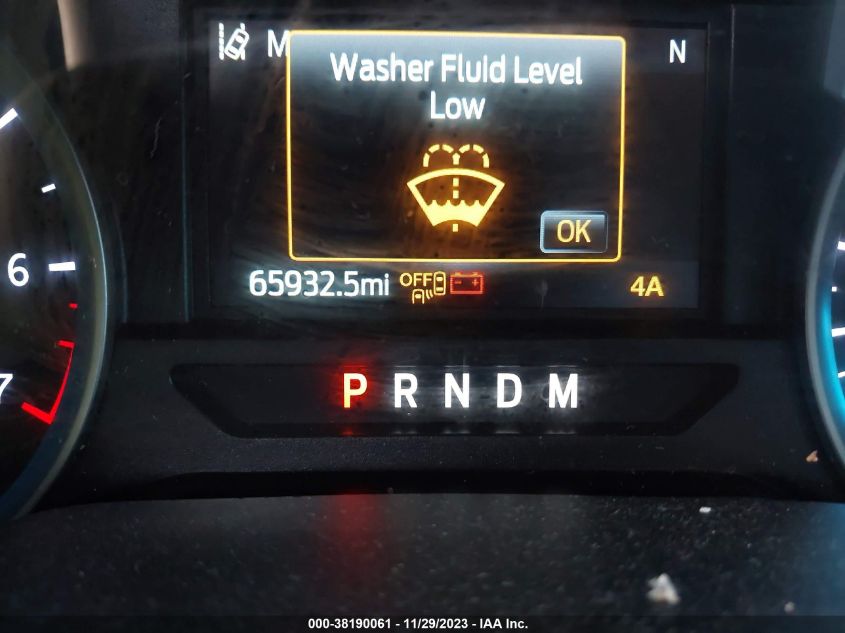 M
N
Washer Fluid Level
Low
OK
65932.5mi
OFF
4A
6
7
P R N D M
000-38190061 - 11/29/2023 - IAA Inc.